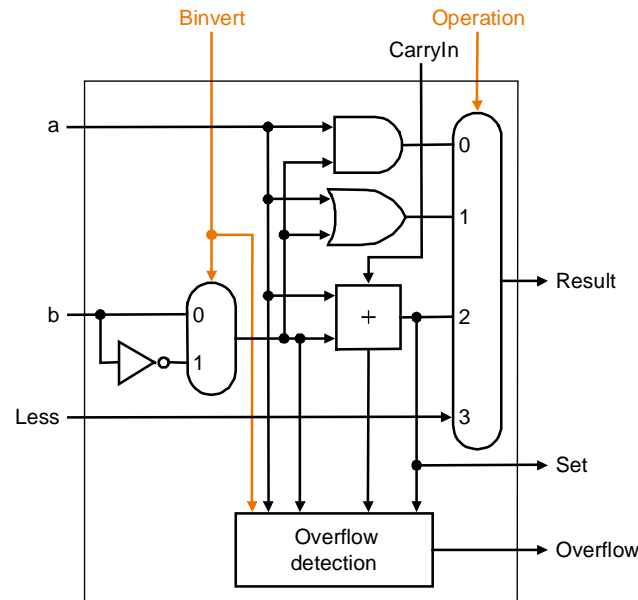 Binvert
Operation
CarryIn
a
0
1
Result
b
0
+
2
1
Less
3
Set
Overflow
detection
Overflow